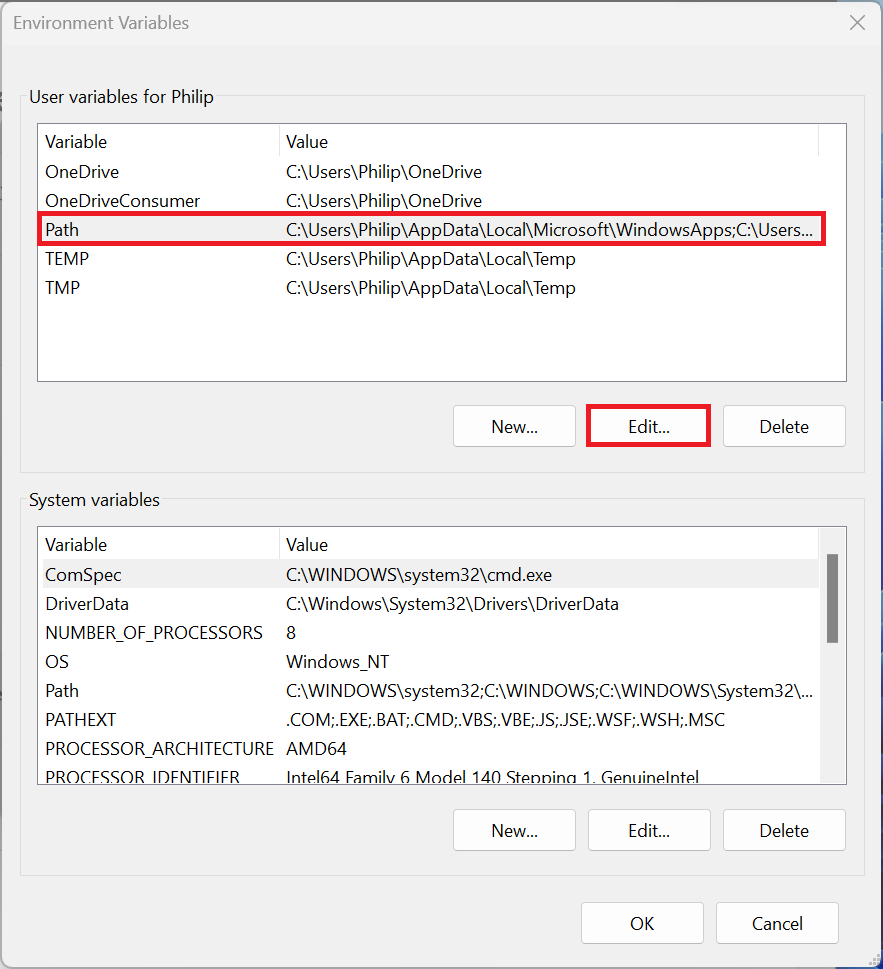 Environment Variables
User variables for Philip
Variable Value
OneDrive C:\Users\Philip\OneDrive
OneDriveConsumer C:\Users\Philip\OneDrive
Path C:\Users\Philip\AppData\Local\Microsoft\WindowsApps;C:\Users...
TEMP C:\Users\Philip\AppData\Local\Temp
TMP C:\Users\Philip\AppData\Local\Temp
New... Edit... Delete
System variables
Variable Value
ComSpec C:\WINDOWS\system32\cmd.exe
DriverData C:\Windows\System32\Drivers\DriverData
NUMBER_OF_PROCESSORS 8
OS Windows_NT
Path C:\WINDOWS\system32;C:\WINDOWS;C:\WINDOWS\System32\...
PATHEXT .COM;.EXE;.BAT;.CMD;.VBS;.VBE;.JS;.JSE;.WSF;.WSH;.MSC
PROCESSOR_ARCHITECTURE AMD64
PROCESSOR_IDENTIFIER Intel64 Family 6 Model 140 Stepping 1, GenuineIntel
New... Edit... Delete
OK Cancel